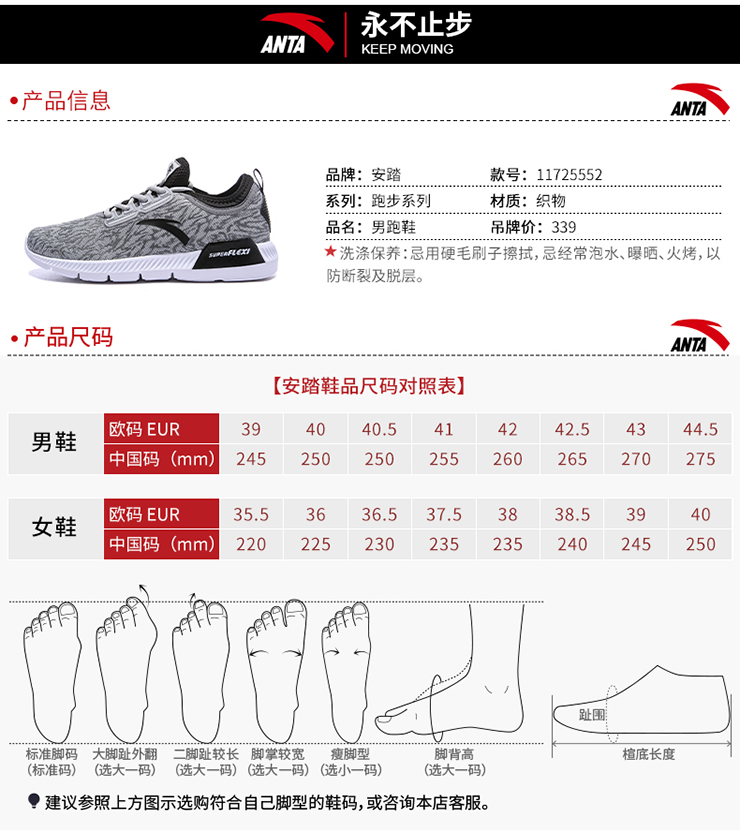 ANTA 永不止步
KEEP MOVING
•产品信息
ANTA
品牌：安踏 款号：11725552
系列：跑步系列 材质：织物
品名：男跑鞋 吊牌价：339
★洗涤保养：忌用硬毛刷子擦拭，忌经常泡水、曝晒、火烤，以
防断裂及脱层。
SUPERFLEXI
•产品尺码
ANTA
【安踏鞋品尺码对照表】
男鞋
欧码 EUR 39 40 40.5 41 42 42.5 43 44.5
中国码（mm） 245 250 250 255 260 265 270 275
女鞋
欧码 EUR 35.5 36 36.5 37.5 38 38.5 39 40
中国码（mm） 220 225 230 235 235 240 245 250
趾围
标准脚码 大脚趾外翻 二脚趾较长 脚掌较宽 瘦脚型 脚背高 楦底长度
（标准码） （选大一码） （选大一码） （选大一码） （选小一码） （选大一码）
建议参照上方图示选购符合自己脚型的鞋码，或咨询本店客服。